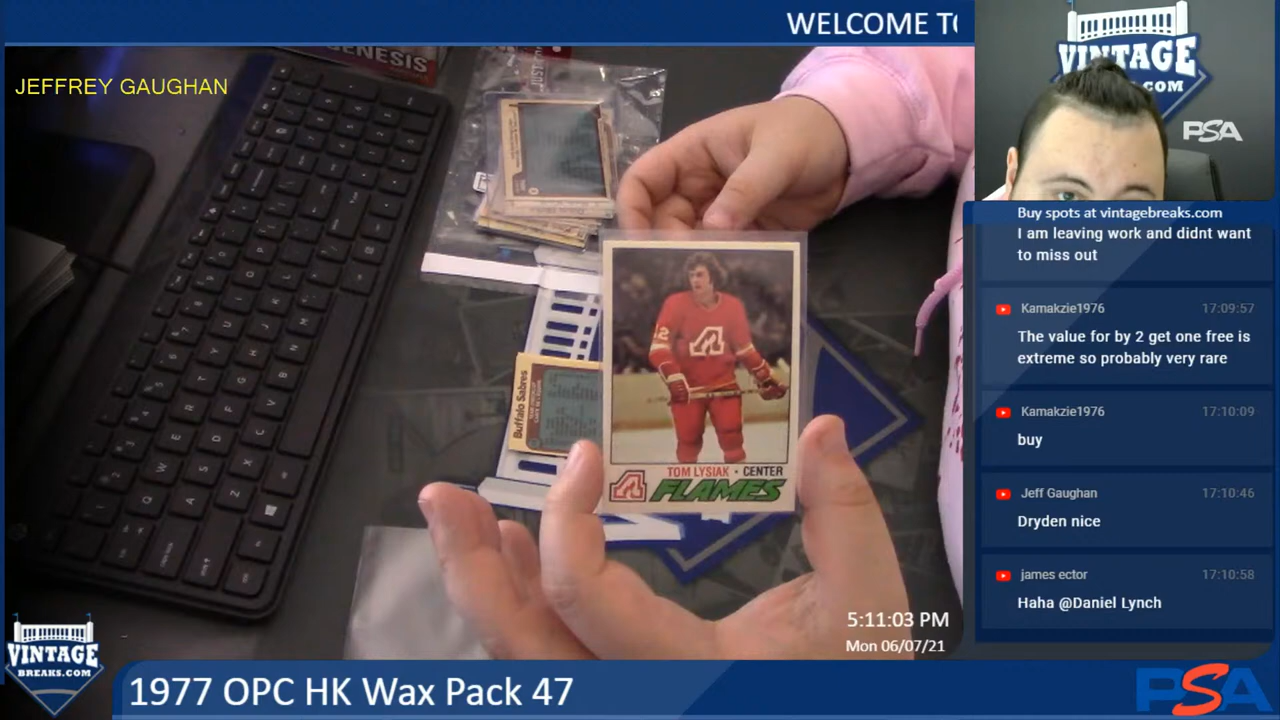 WELCOME TO
JEFFREY GAUGHAN
GENESIS
VINTAGE
.COM
PSA
Buy spots at vintagebreaks.com
I am leaving work and didnt want
to miss out
Kamakzie1976 17:09:57
The value for by 2 get one free is
extreme so probably very rare
Kamakzie1976 17:10:09
buy
Jeff Gaughan 17:10:46
Dryden nice
james ector 17:10:58
Haha @Daniel Lynch
Buffalo Sabres
12
A
TOM LYSIAK • CENTER
A FLAMES
5:11:03 PM
Mon 06/07/21
VINTAGE
BREAKS.COM
1977 OPC HK Wax Pack 47
PSA